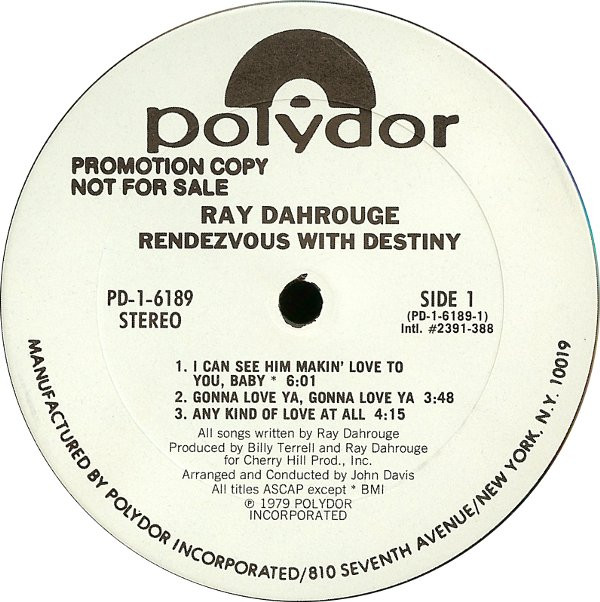 polydor
PROMOTION COPY
NOT FOR SALE
RAY DAHROUGE
RENDEZVOUS WITH DESTINY
PD-1-6189
STEREO
SIDE 1
(PD-1-6189-1)
Intl. #2391-388
1. I CAN SEE HIM MAKIN' LOVE TO
YOU, BABY * 6:01
2. GONNA LOVE YA, GONNA LOVE YA 3:48
3. ANY KIND OF LOVE AT ALL 4:15
All songs written by Ray Dahrouge
Produced by Billy Terrell and Ray Dahrouge
for Cherry Hill Prod., Inc.
Arranged and Conducted by John Davis
All titles ASCAP except * BMI
℗ 1979 POLYDOR
INCORPORATED
MANUFACTURED BY POLYDOR INCORPORATED/810 SEVENTH AVENUE/NEW YORK, N.Y. 10019